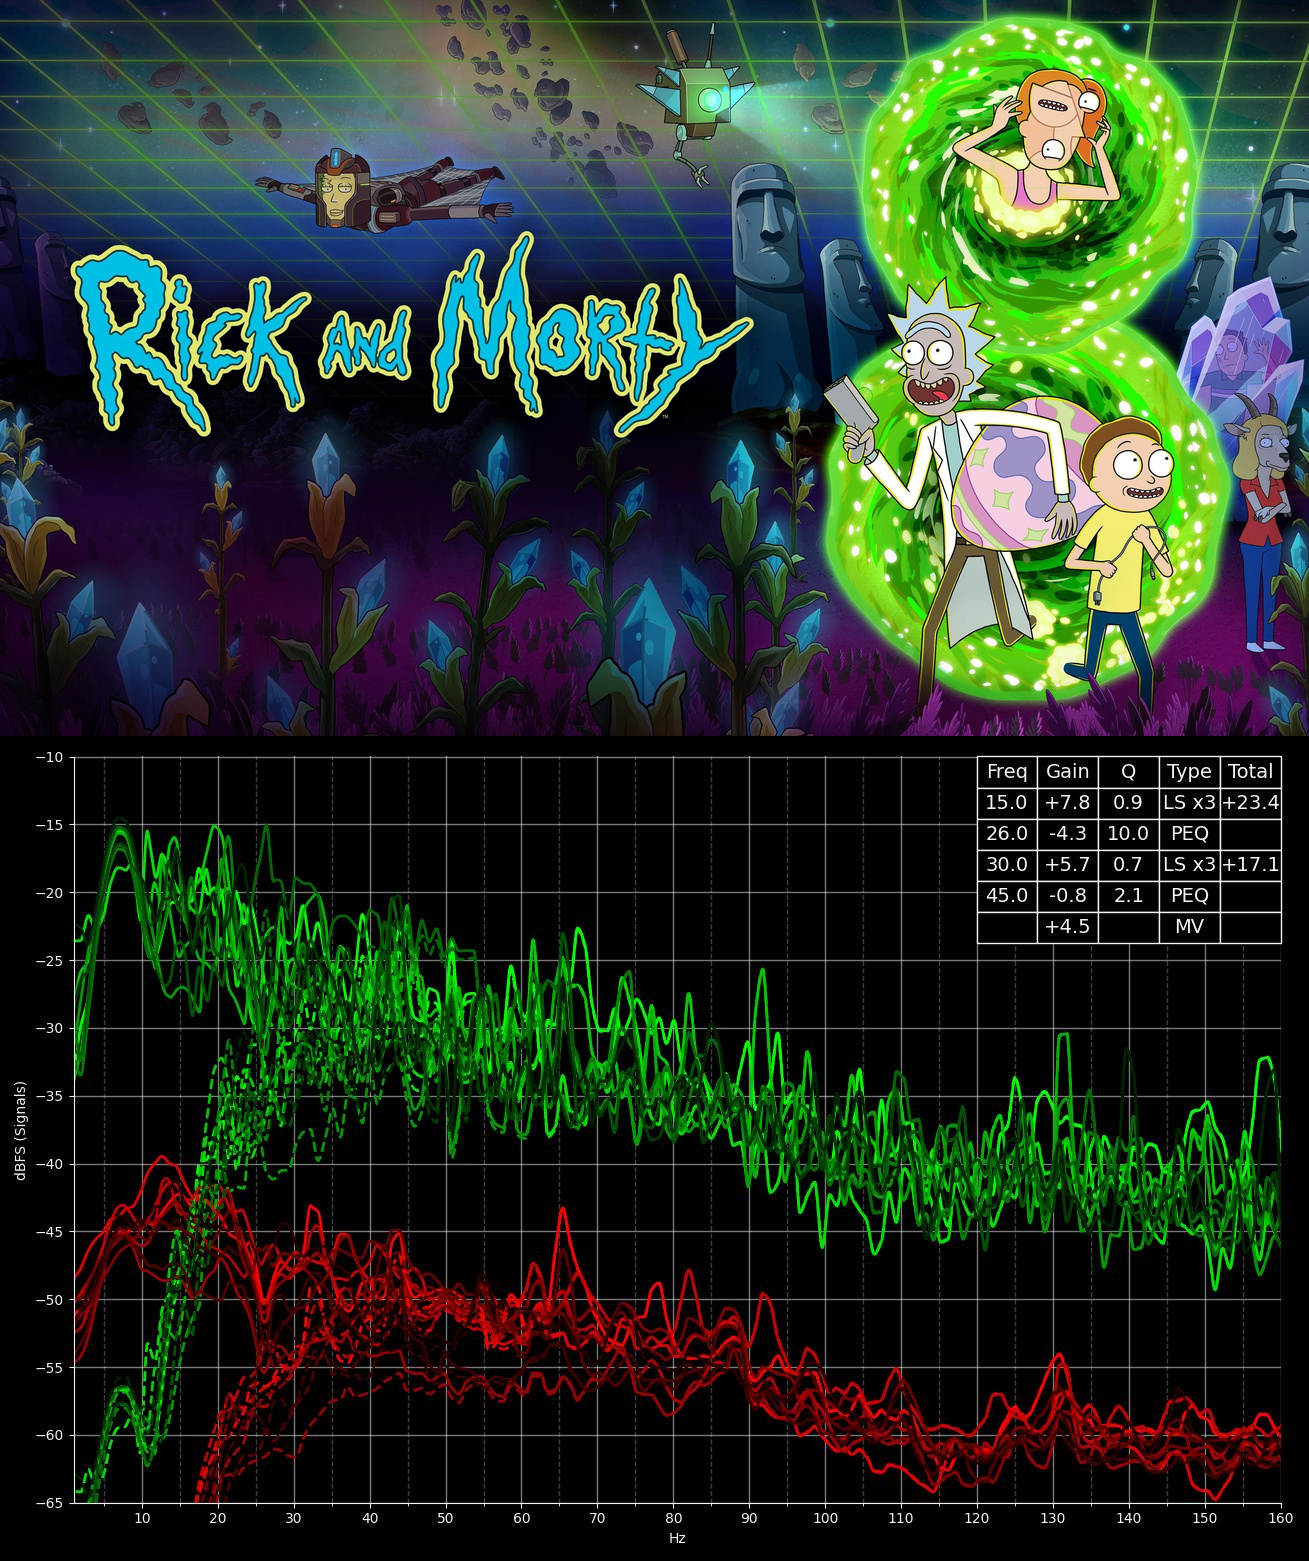 RICK AND MORTY
™
Freq Gain Q Type Total
15.0 +7.8 0.9 LS x3 +23.4
26.0 -4.3 10.0 PEQ
30.0 +5.7 0.7 LS x3 +17.1
45.0 -0.8 2.1 PEQ
+4.5 MV
−10
−15
−20
−25
−30
−35
−40
−45
−50
−55
−60
−65
dBFS (Signals)
10 20 30 40 50 60 70 80 90 100 110 120 130 140 150 160
Hz